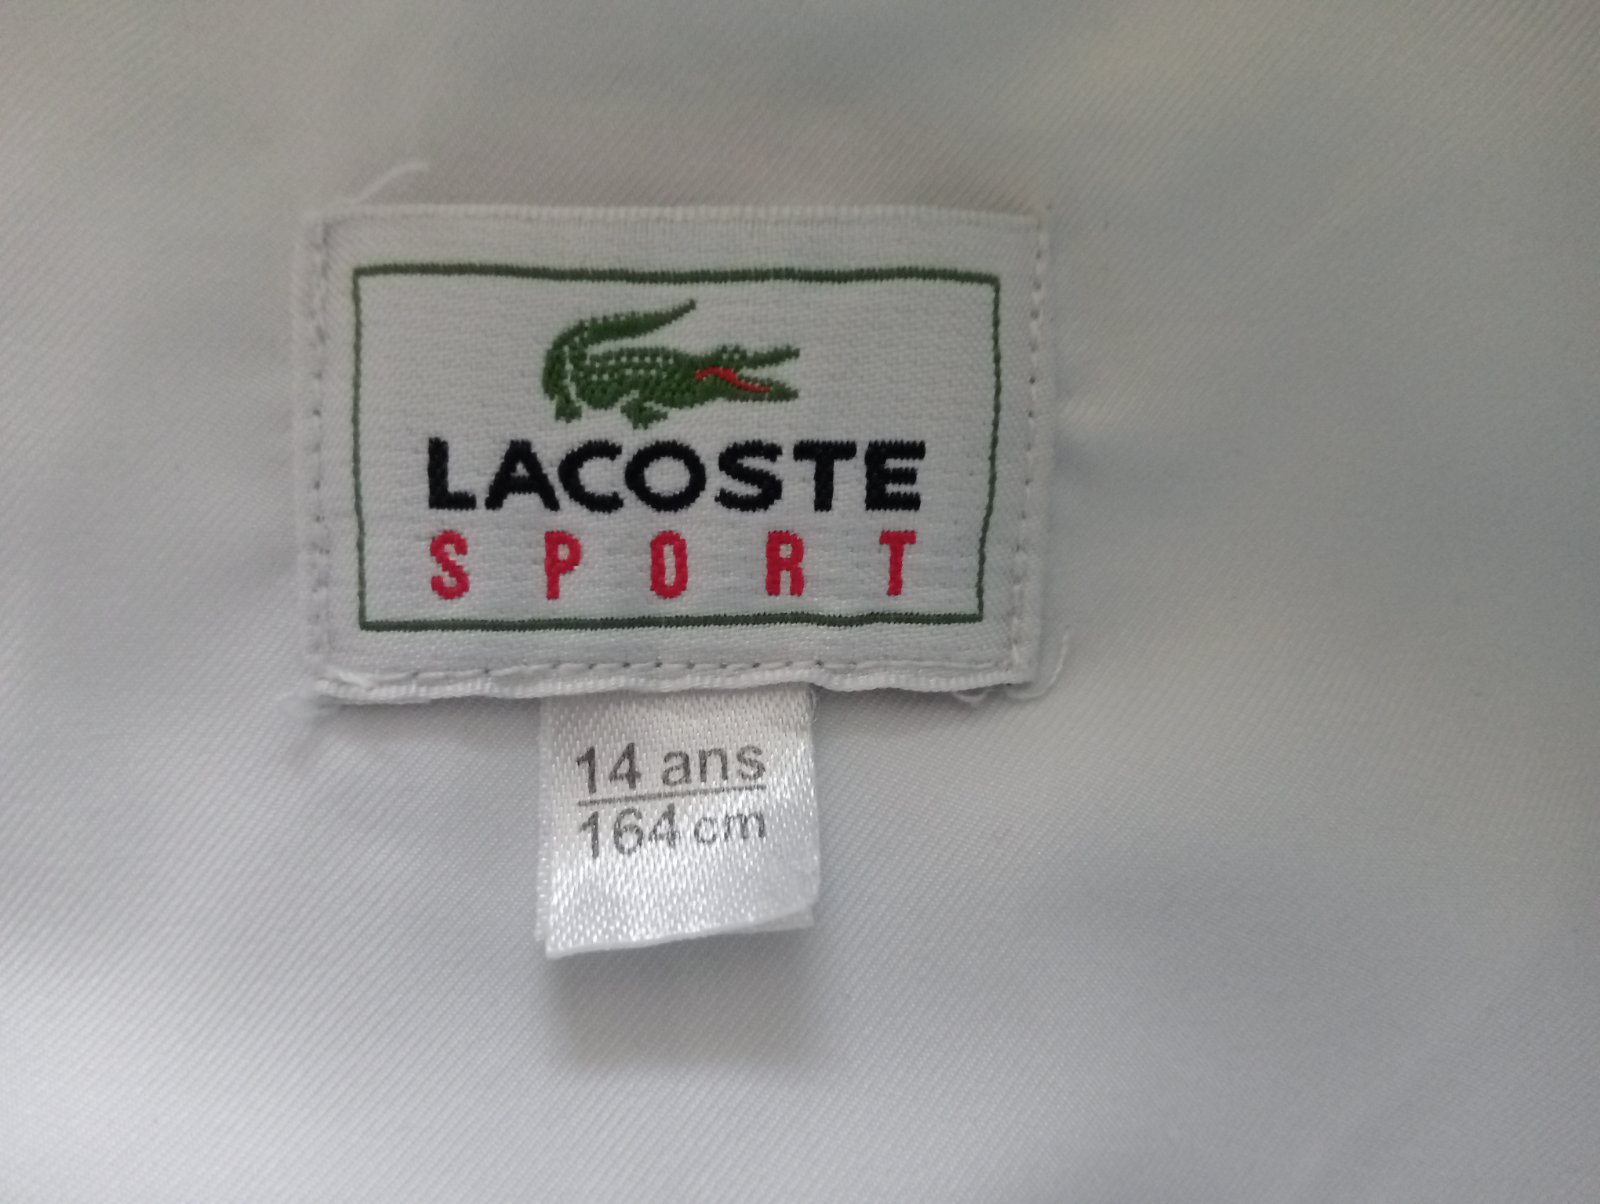 LACOSTE
SPORT
14 ans
164 cm